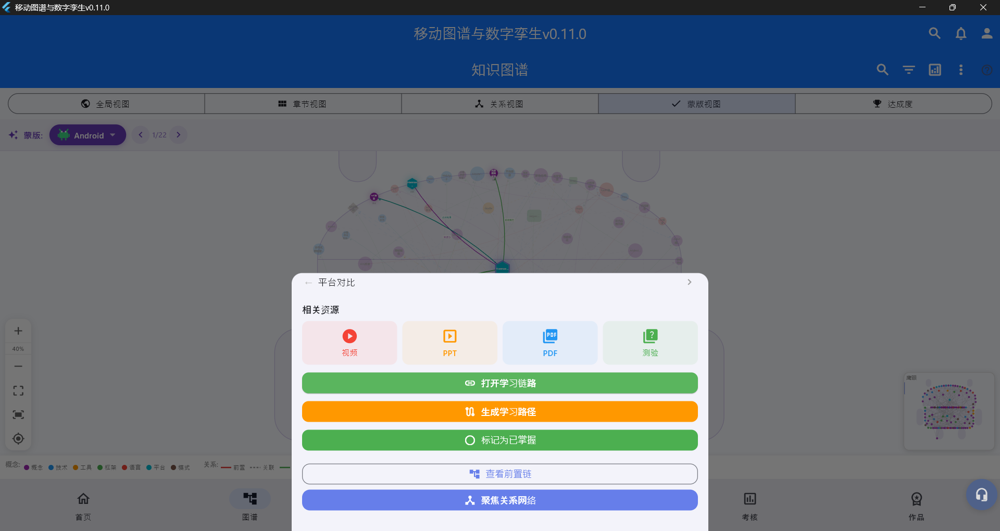 移动图谱与数字孪生v0.11.0
移动图谱与数字孪生v0.11.0
知识图谱
全局视图
章节视图
关系视图
蒙版视图
达成度
蒙版:
Android
1/22
平台对比
相关资源
视频
PPT
PDF
测验
打开学习链路
生成学习路径
标记为已掌握
查看前置链
聚焦关系网络
40%
鹰眼
概念:
概念
技术
工具
框架
语言
平台
模式
关系:
前置
关联
首页
图谱
考核
作品